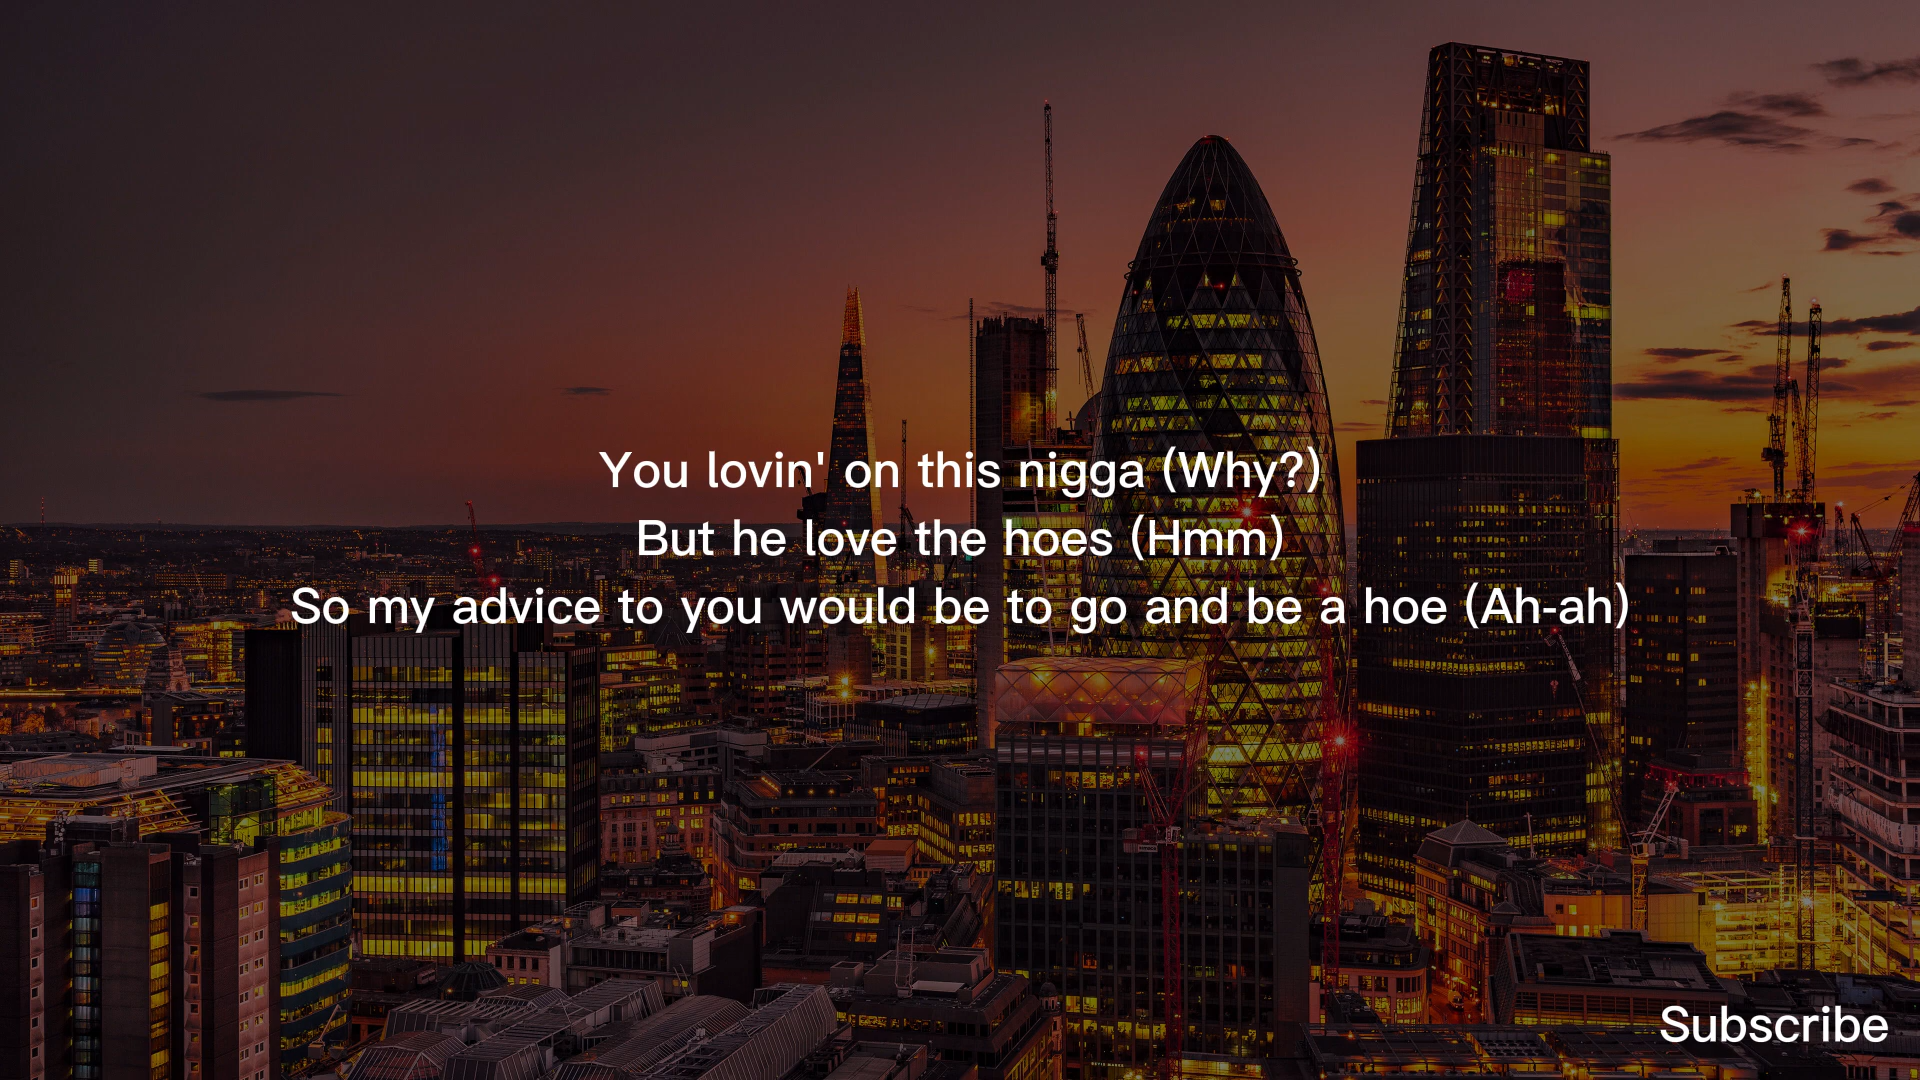 You lovin' on this nigga (Why?)
But he love the hoes (Hmm)
So my advice to you would be to go and be a hoe (Ah-ah)
Subscribe